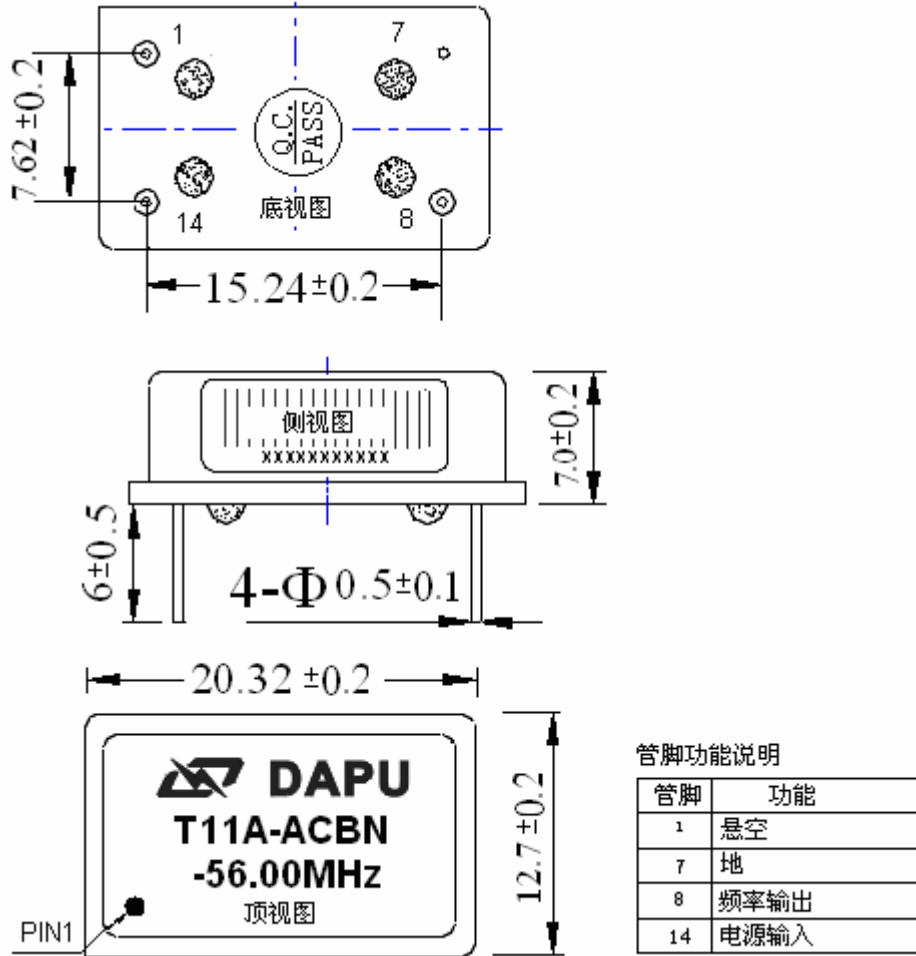 1
7
7.62±0.2
Q.C.
PASS
14
底视图
8
15.24±0.2
侧视图
xxxxxxxxxxx
7.0±0.2
6±0.5
4-Φ0.5±0.1
20.32±0.2
DAPU
T11A-ACBN
-56.00MHz
顶视图
PIN1
12.7±0.2
管脚功能说明
管脚 功能
1 悬空
7 地
8 频率输出
14 电源输入